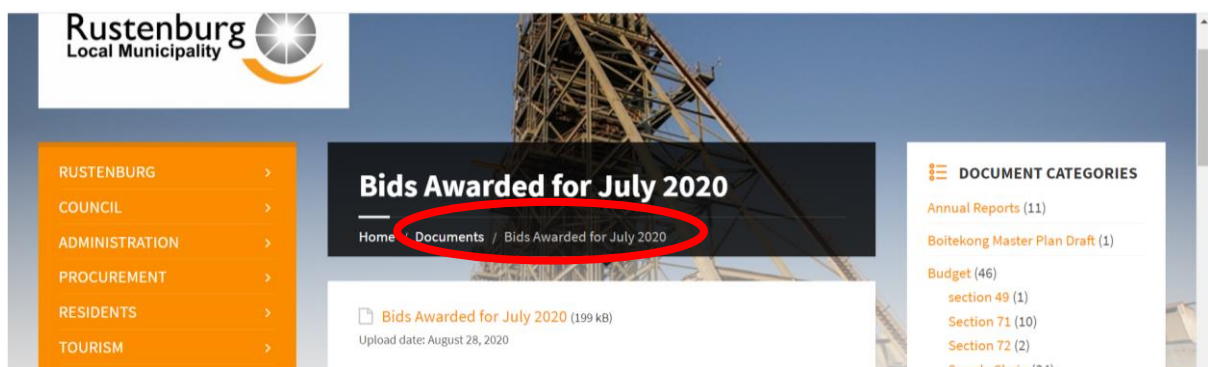 Rustenburg
Local Municipality
RUSTENBURG
COUNCIL
ADMINISTRATION
PROCUREMENT
RESIDENTS
TOURISM
Bids Awarded for July 2020
Home / Documents / Bids Awarded for July 2020
Bids Awarded for July 2020 (199 kB)
Upload date: August 28, 2020
DOCUMENT CATEGORIES
Annual Reports (11)
Boitekong Master Plan Draft (1)
Budget (46)
section 49 (1)
Section 71 (10)
Section 72 (2)